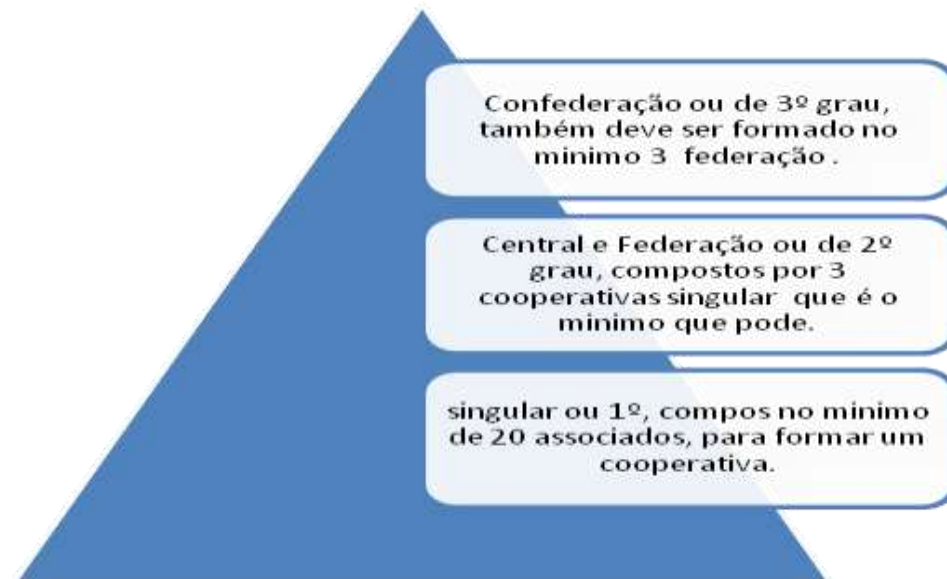 Confederação ou de 3º grau,
também deve ser formado no
minimo 3 federação .
Central e Federação ou de 2º
grau, compostos por 3
cooperativas singular que é o
minimo que pode.
singular ou 1º, compos no minimo
de 20 associados, para formar um
cooperativa.